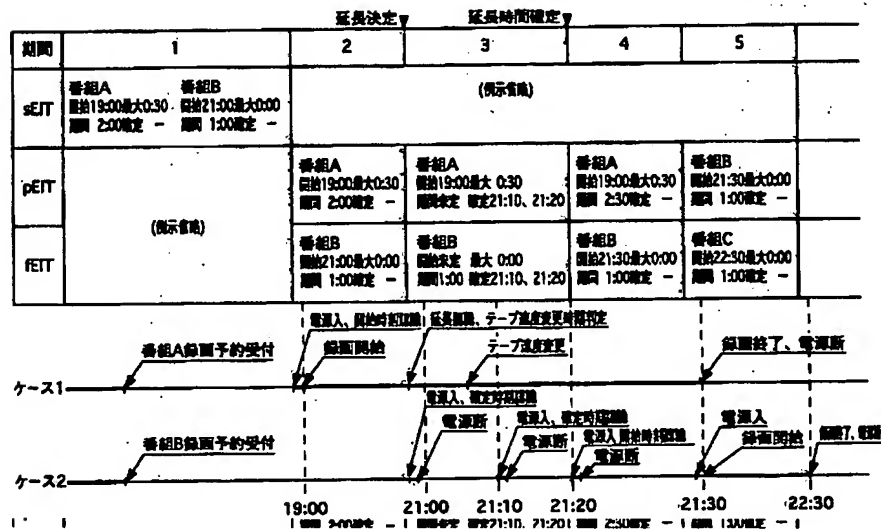 延長決定 延長時間確定
期間 1 2 3 4 5
sEIT
番組A 番組B
開始19:00最大0:30 開始21:00最大0:00
期間 2:00確定 - 期間 1:00確定 -
(例示省略)
pEIT
(例示省略)
番組A
開始19:00最大0:30
期間 2:00確定 -
番組A
開始19:00最大 0:30
期間未定 確定21:10、21:20
番組A
開始19:00最大0:30
期間 2:30確定 -
番組B
開始21:30最大0:00
期間 1:00確定 -
fEIT
番組B
開始21:00最大0:00
期間 1:00確定 -
番組B
開始未定 最大 0:00
期間1:00 確定21:10、21:20
番組B
開始21:30最大0:00
期間 1:00確定 -
番組C
開始22:30最大0:00
期間 1:00確定 -
ケース1
番組A録画予約受付
電源入、開始時刻確認
録画開始
延長認識、テープ速度変更時刻判定
テープ速度変更
録画終了、電源断
ケース2
番組B録画予約受付
電源入、確定時刻確認
電源断
電源入、確定時刻確認
電源断
電源入 開始時刻確認
電源断
電源入
録画開始
19:00 21:00 21:10 21:20 21:30 22:30